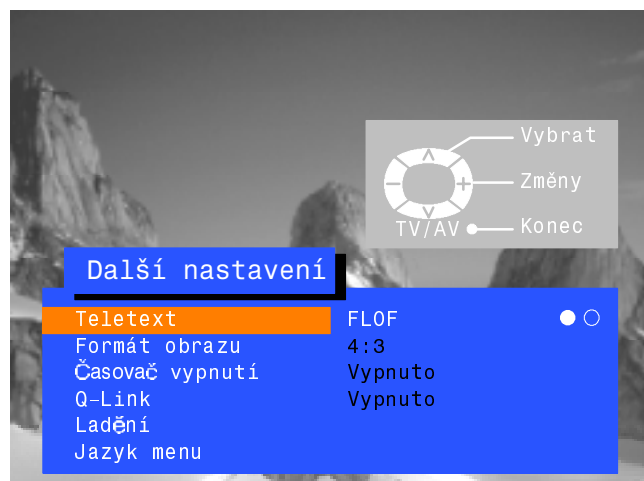 Vybrat
Změny
TV/AV Konec
Další nastavení
Teletext FLOF
Formát obrazu 4:3
Časovač vypnutí Vypnuto
Q-Link Vypnuto
Ladění
Jazyk menu